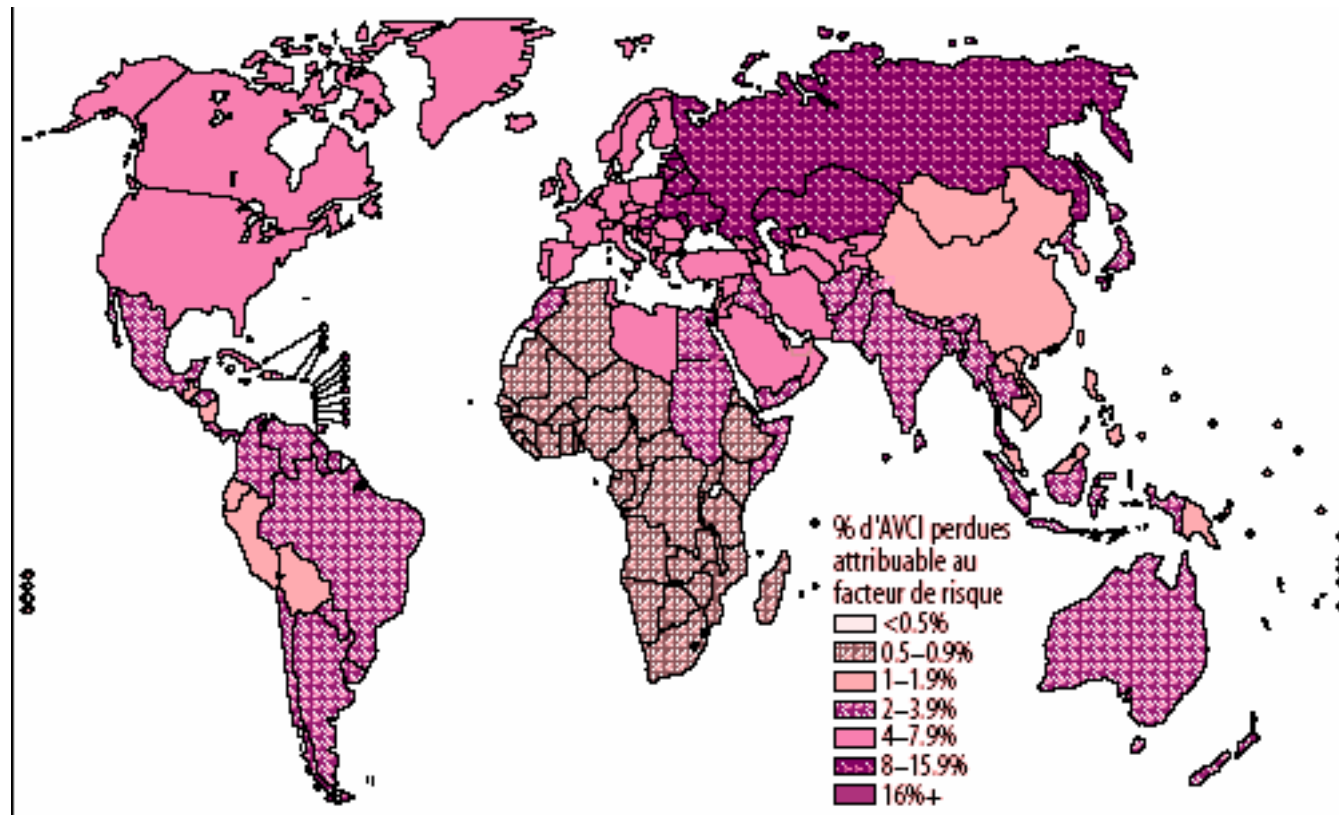 % d'AVCI perdues
attribuable au
facteur de risque
<0.5%
0.5–0.9%
1–1.9%
2–3.9%
4–7.9%
8–15.9%
16%+